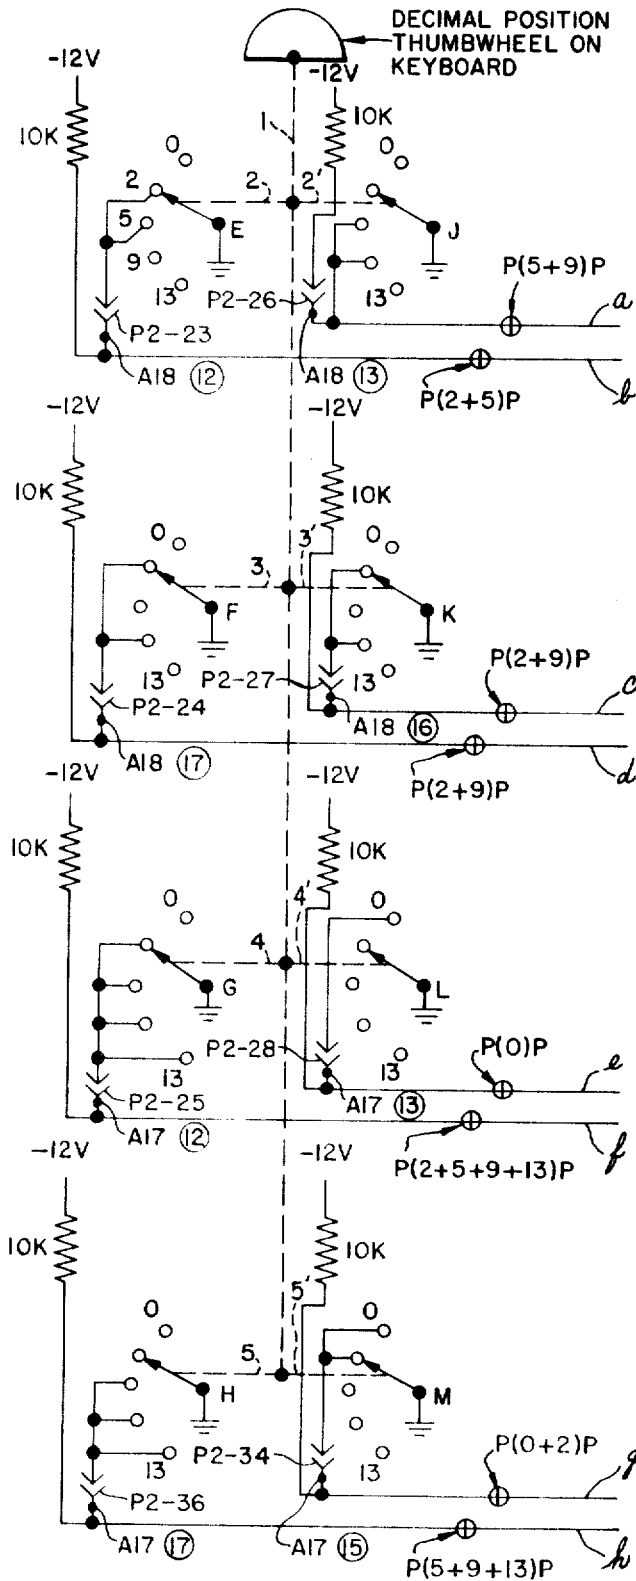 DECIMAL POSITION
THUMBWHEEL ON
KEYBOARD
-12V
-12V
10K
1
10K
0
0
2
2
2'
5
E
J
9
13
P2-26
13
P(5+9)P
a
P2-23
A18 (12)
A18 (13)
P(2+5)P
b
-12V
-12V
10K
10K
0
3
3'
0
F
K
13
P2-27
13
P(2+9)P
c
P2-24
A18 (16)
A18 (17)
P(2+9)P
d
-12V
-12V
10K
10K
0
4
4'
0
G
L
13
P2-28
13
P(0)P
e
P2-25
A17 (13)
A17 (12)
P(2+5+9+13)P
f
-12V
-12V
10K
10K
0
5
5'
0
H
M
13
P2-34
13
P(0+2)P
g
P2-36
A17 (17)
A17 (15)
P(5+9+13)P
h